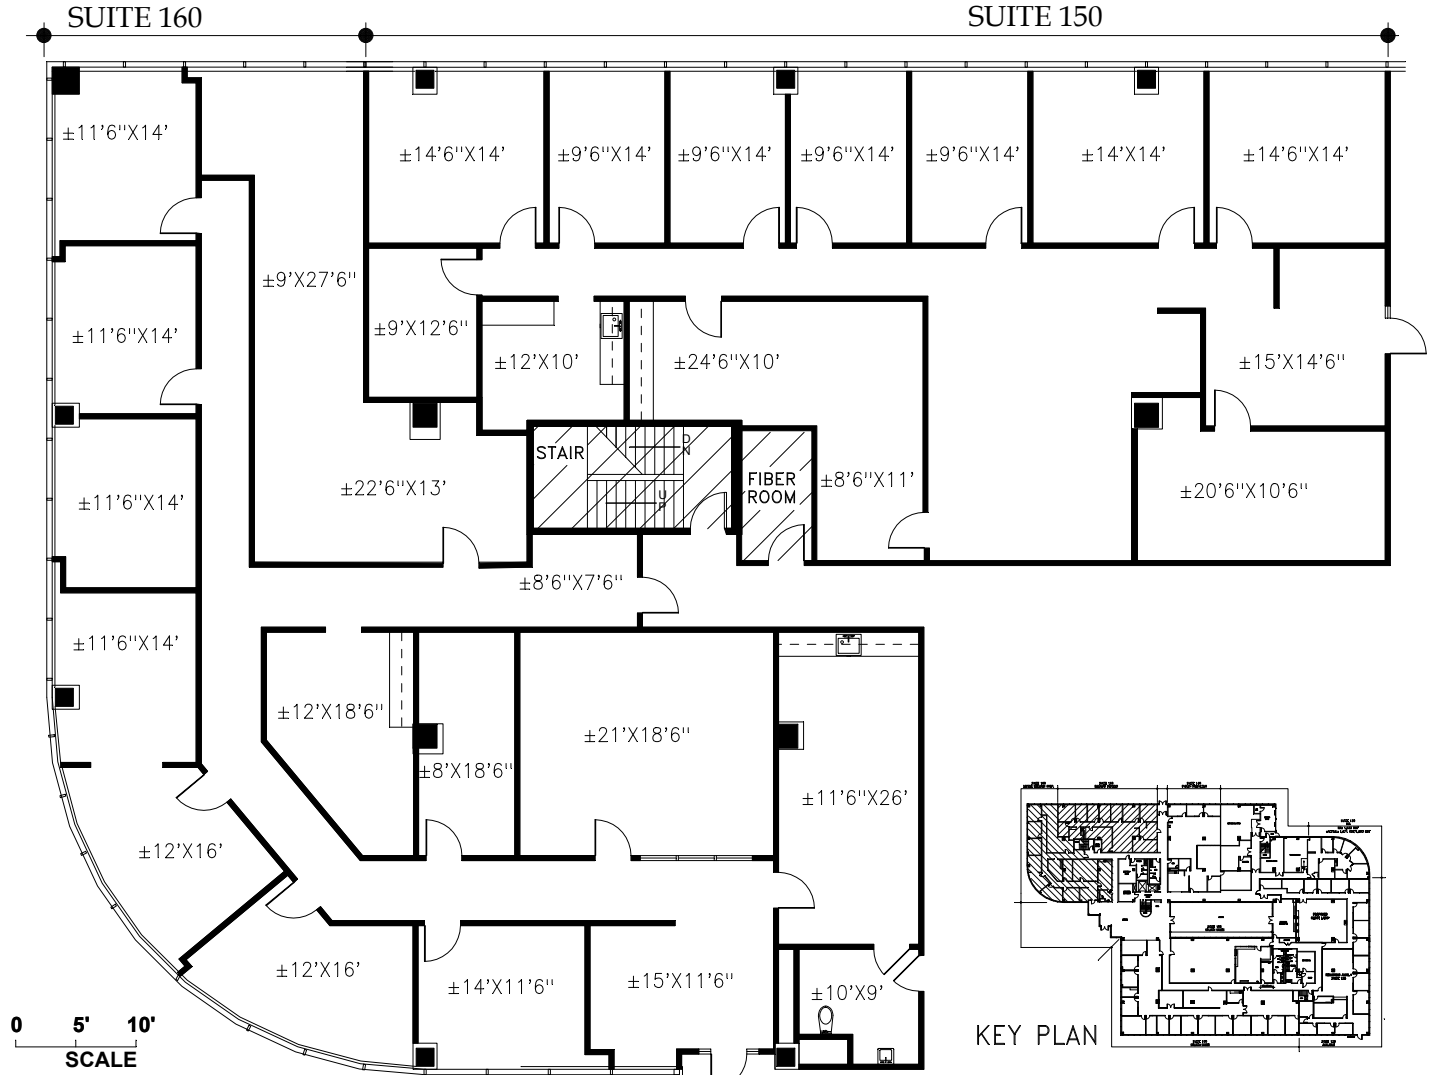 SUITE 160
SUITE 150
±11'6"X14'
±14'6"X14'
±9'6"X14'
±9'6"X14'
±9'6"X14'
±9'6"X14'
±14'X14'
±14'6"X14'
±9'X27'6"
±11'6"X14'
±9'X12'6"
±12'X10'
±24'6"X10'
±15'X14'6"
STAIR
DN
UP
FIBER
ROOM
±11'6"X14'
±22'6"X13'
±8'6"X11'
±20'6"X10'6"
±8'6"X7'6"
±11'6"X14'
±12'X18'6"
±21'X18'6"
±8'X18'6"
±11'6"X26'
±12'X16'
±12'X16'
±14'X11'6"
±15'X11'6"
±10'X9'
KEY PLAN
0 5' 10'
SCALE